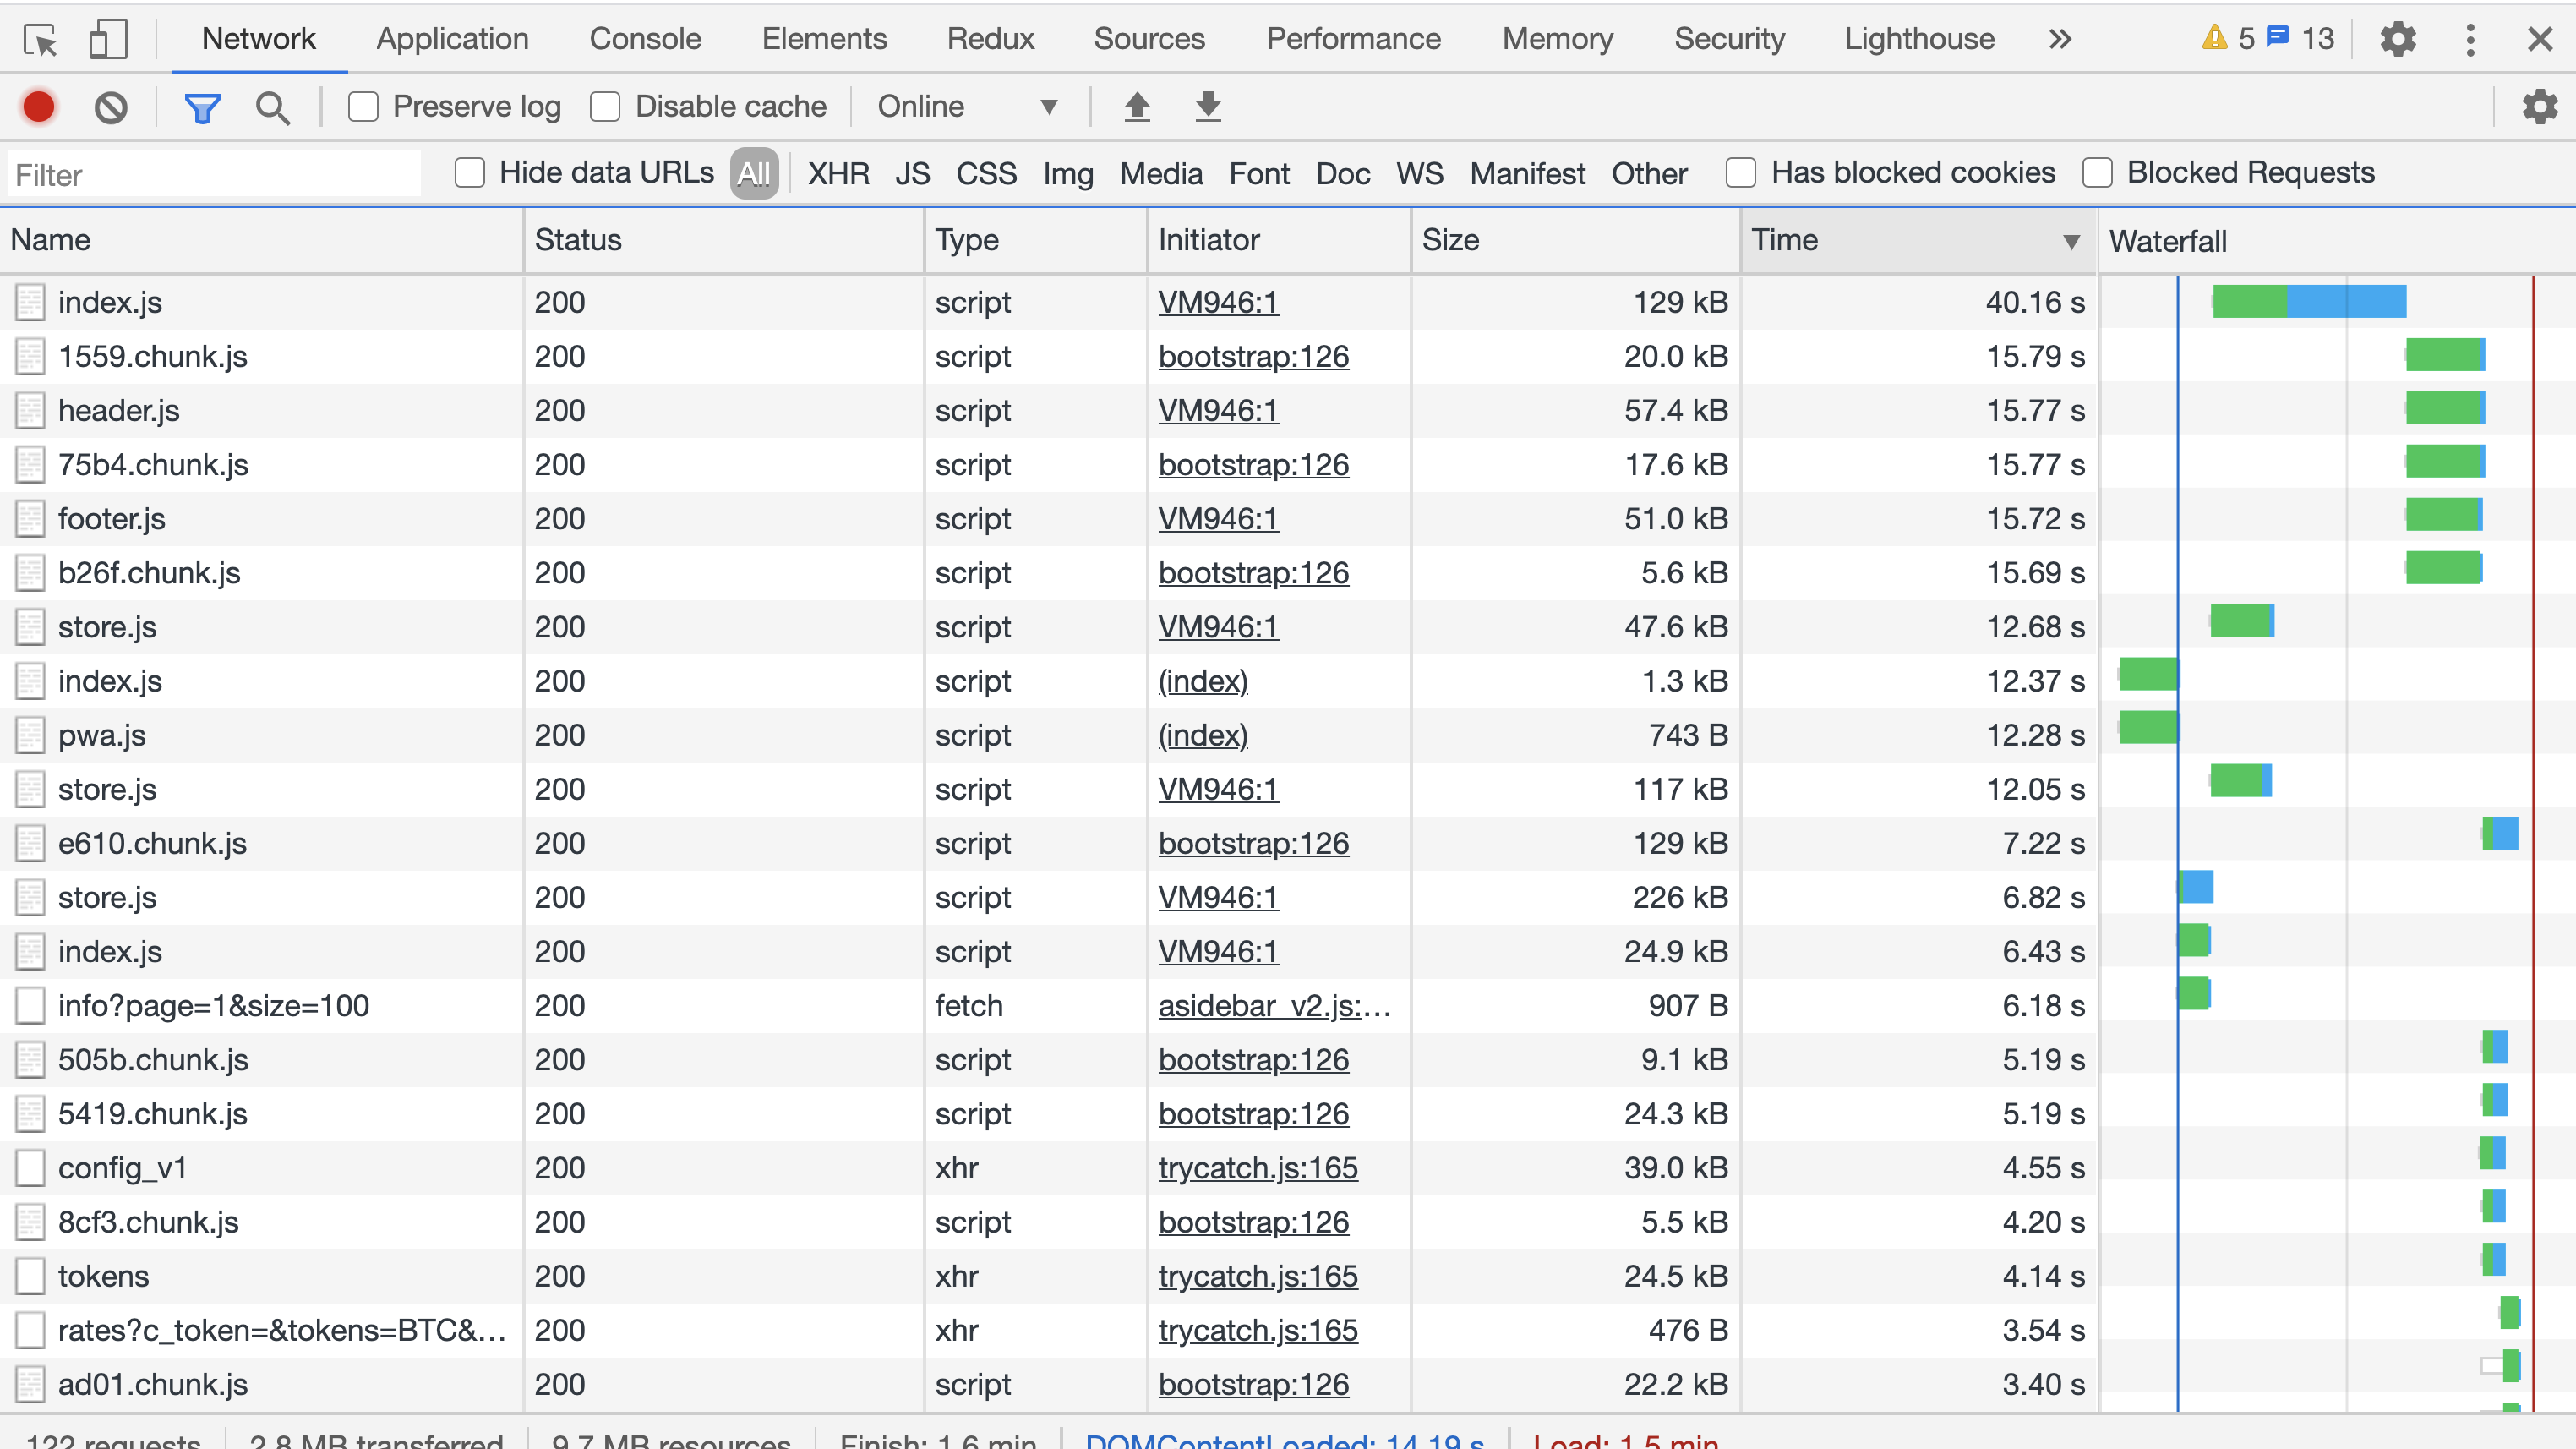 Network Application Console Elements Redux Sources Performance Memory Security Lighthouse » 5 13
Preserve log Disable cache Online
Filter Hide data URLs All XHR JS CSS Img Media Font Doc WS Manifest Other Has blocked cookies Blocked Requests
Name Status Type Initiator Size Time Waterfall
index.js 200 script VM946:1 129 kB 40.16 s
1559.chunk.js 200 script bootstrap:126 20.0 kB 15.79 s
header.js 200 script VM946:1 57.4 kB 15.77 s
75b4.chunk.js 200 script bootstrap:126 17.6 kB 15.77 s
footer.js 200 script VM946:1 51.0 kB 15.72 s
b26f.chunk.js 200 script bootstrap:126 5.6 kB 15.69 s
store.js 200 script VM946:1 47.6 kB 12.68 s
index.js 200 script (index) 1.3 kB 12.37 s
pwa.js 200 script (index) 743 B 12.28 s
store.js 200 script VM946:1 117 kB 12.05 s
e610.chunk.js 200 script bootstrap:126 129 kB 7.22 s
store.js 200 script VM946:1 226 kB 6.82 s
index.js 200 script VM946:1 24.9 kB 6.43 s
info?page=1&size=100 200 fetch asidebar_v2.js:... 907 B 6.18 s
505b.chunk.js 200 script bootstrap:126 9.1 kB 5.19 s
5419.chunk.js 200 script bootstrap:126 24.3 kB 5.19 s
config_v1 200 xhr trycatch.js:165 39.0 kB 4.55 s
8cf3.chunk.js 200 script bootstrap:126 5.5 kB 4.20 s
tokens 200 xhr trycatch.js:165 24.5 kB 4.14 s
rates?c_token=&tokens=BTC&... 200 xhr trycatch.js:165 476 B 3.54 s
ad01.chunk.js 200 script bootstrap:126 22.2 kB 3.40 s
122 requests 2.8 MB transferred 9.7 MB resources Finish: 1.6 min DOMContentLoaded: 14.19 s Load: 1.5 min